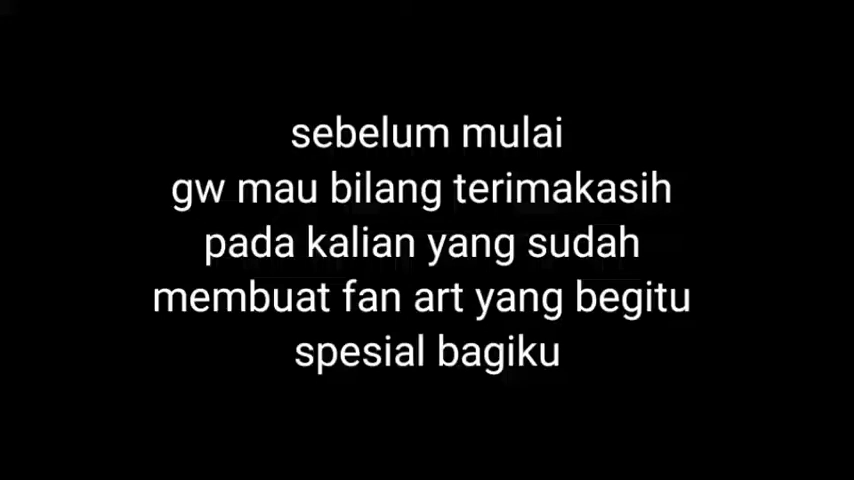 sebelum mulai
gw mau bilang terimakasih
pada kalian yang sudah
membuat fan art yang begitu
spesial bagiku